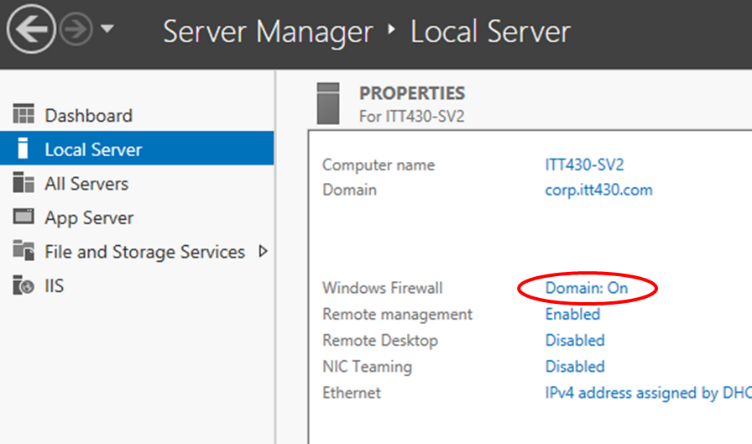 Server Manager ‣ Local Server
Dashboard
Local Server
All Servers
App Server
File and Storage Services
IIS
PROPERTIES
For ITT430-SV2
Computer name ITT430-SV2
Domain corp.itt430.com
Windows Firewall Domain: On
Remote management Enabled
Remote Desktop Disabled
NIC Teaming Disabled
Ethernet IPv4 address assigned by DHC